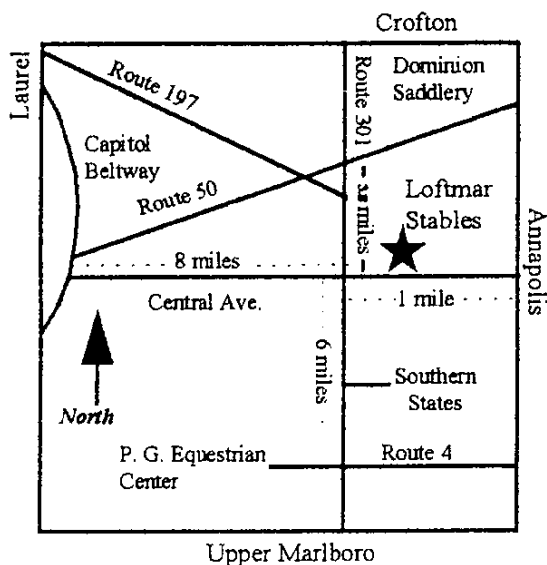 Crofton
Laurel
Route 197
Route 301
miles
Dominion
Saddlery
Capitol
Beltway
Route 50
Loftmar
Stables
Annapolis
8 miles
Central Ave.
1 mile
6 miles
North
Southern
States
P. G. Equestrian
Center
Route 4
Upper Marlboro